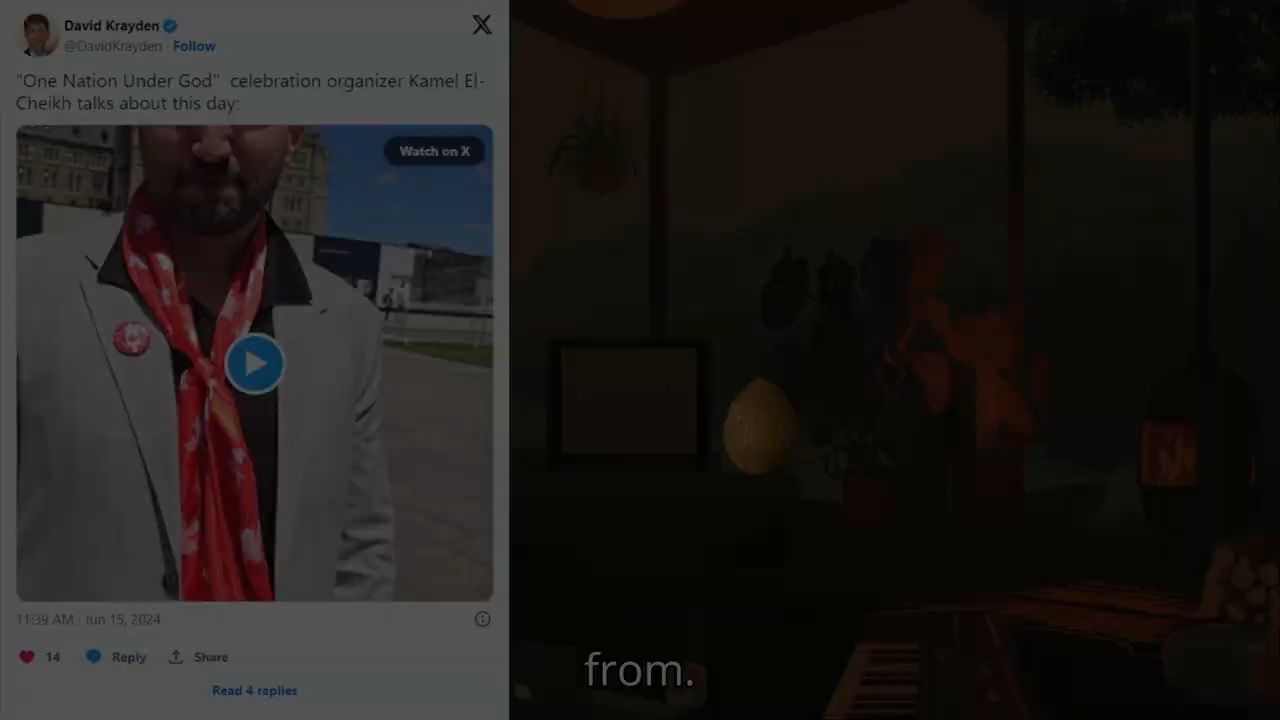 David Krayden
@DavidKrayden · Follow
"One Nation Under God" celebration organizer Kamel El-
Cheikh talks about this day:
Watch on X
11:39 AM · Jun 15, 2024
14 Reply Share
Read 4 replies
from.